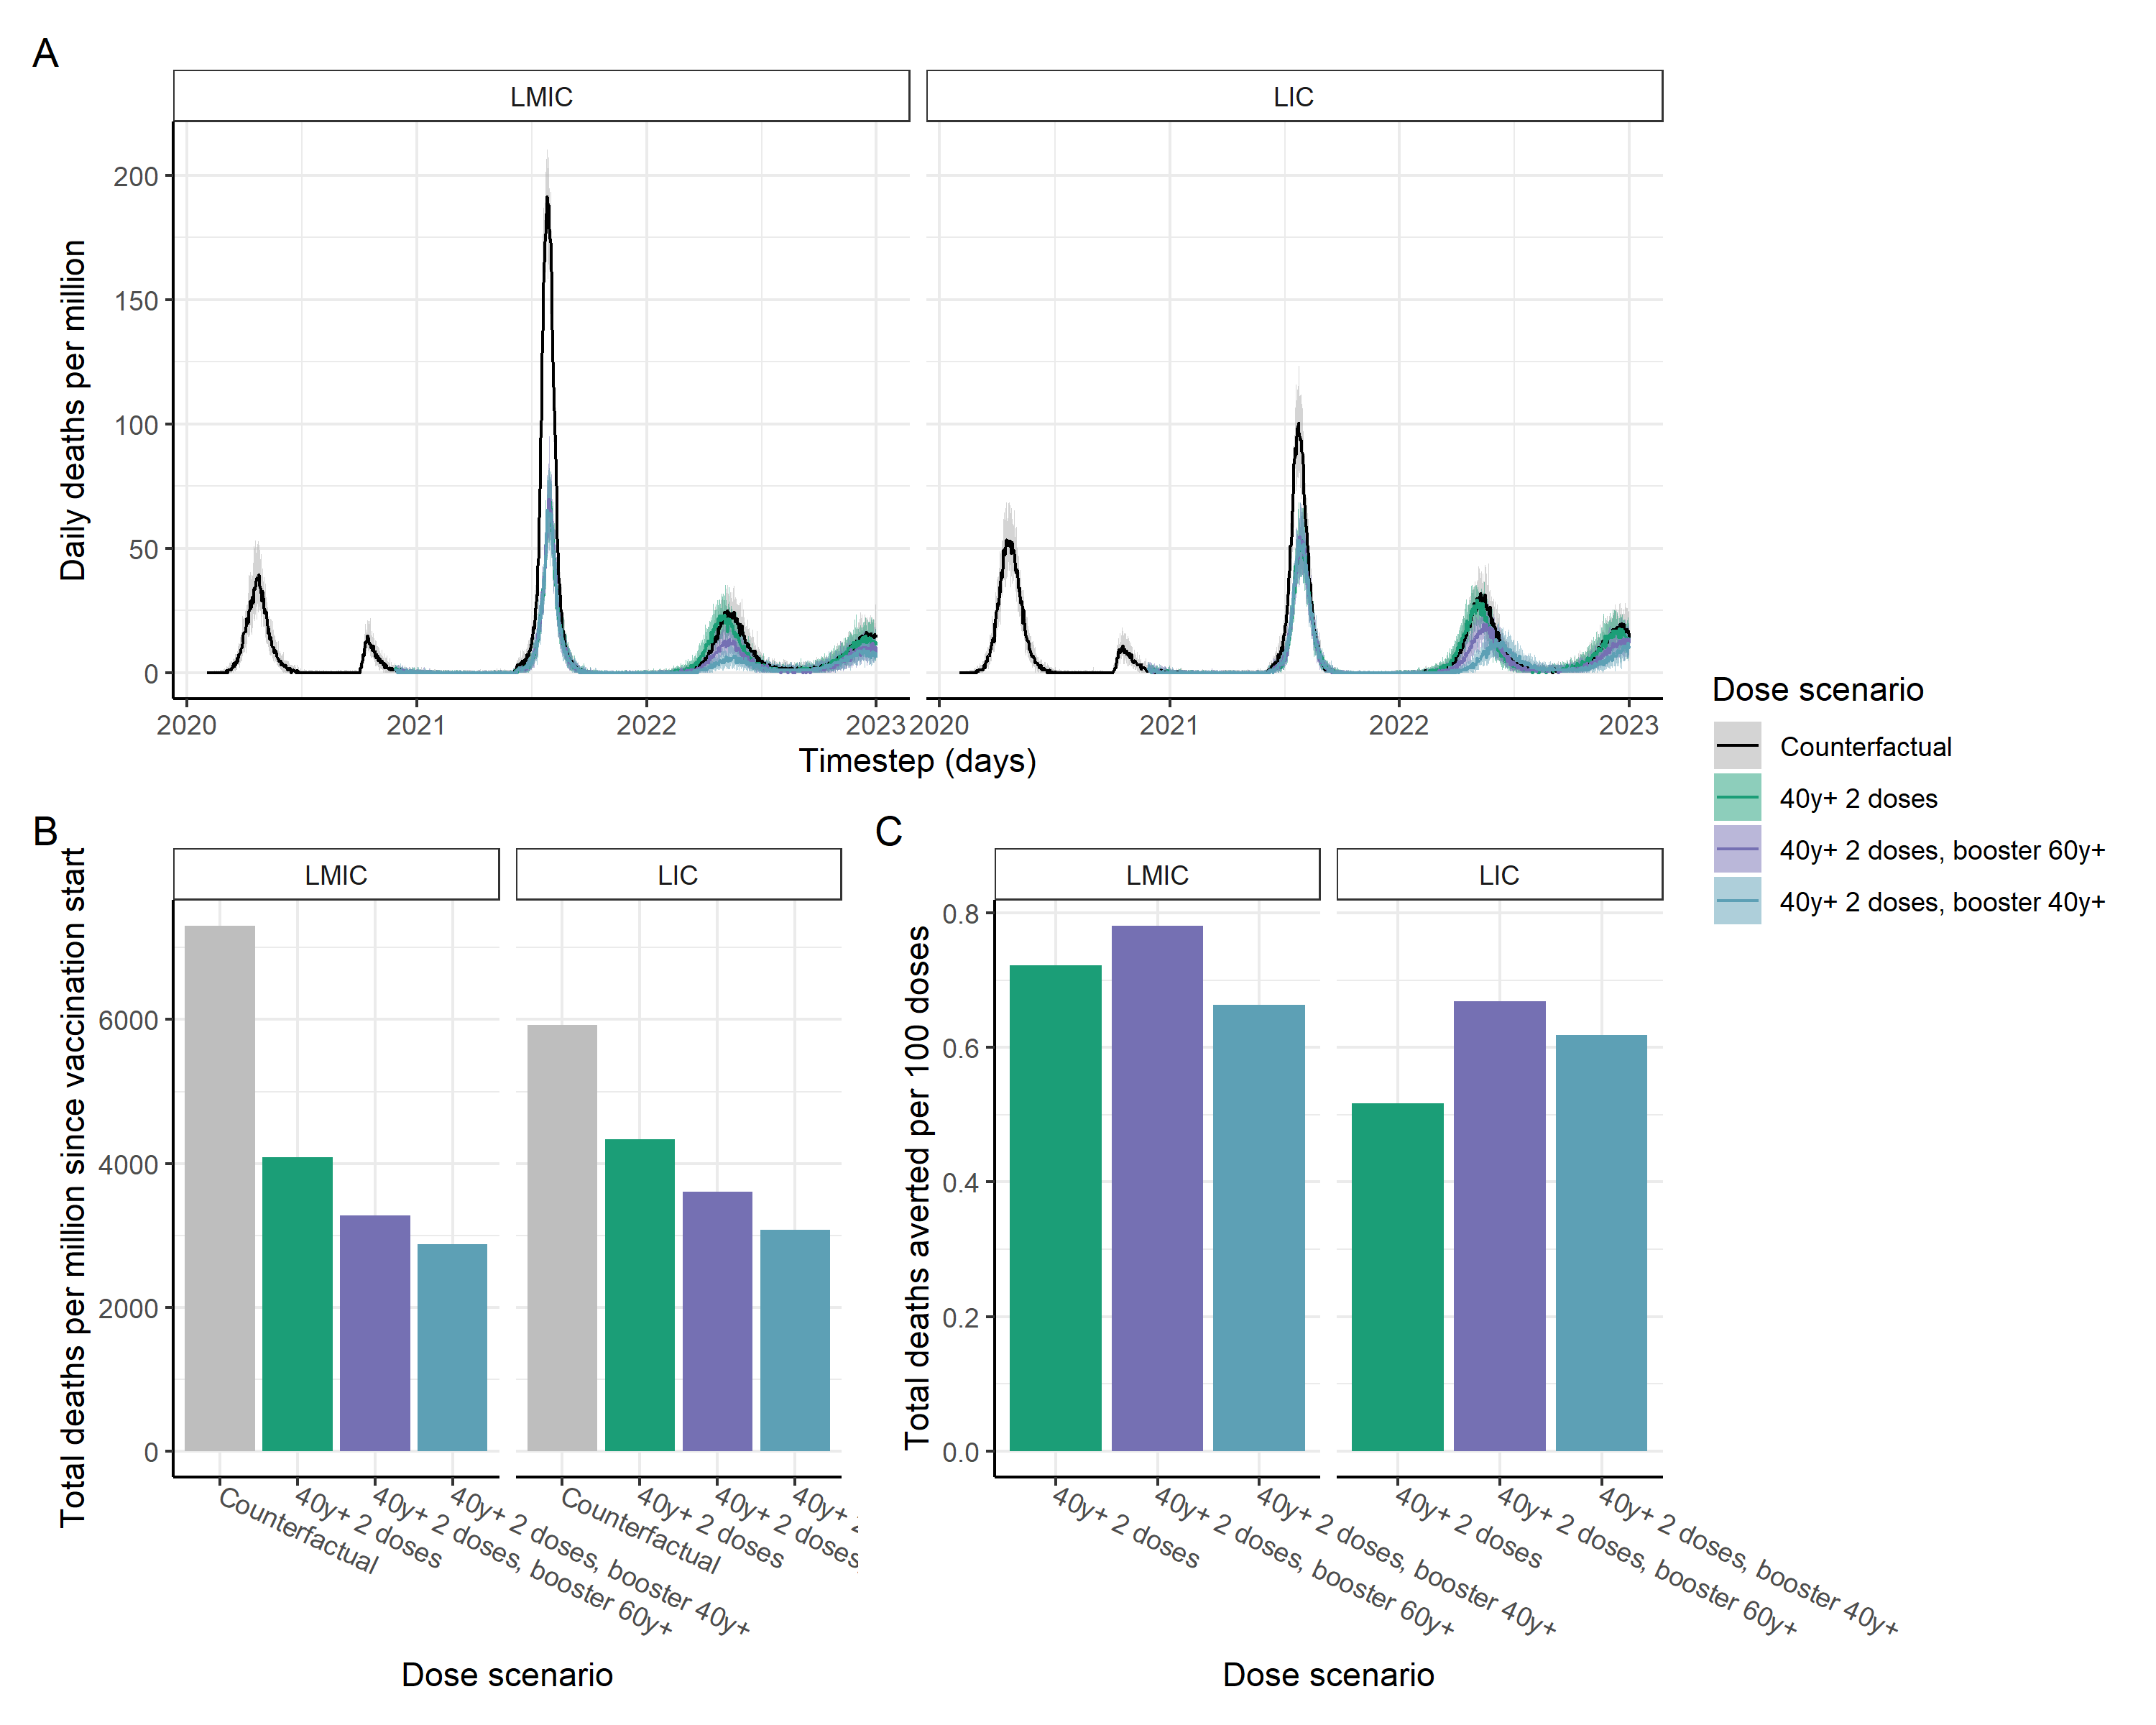 A
LMIC
LIC
Daily deaths per million
200
150
100
50
0
2020
2021
2022
2023
2020
2021
2022
2023
Timestep (days)
Dose scenario
Counterfactual
40y+ 2 doses
40y+ 2 doses, booster 60y+
40y+ 2 doses, booster 40y+
B
LMIC
LIC
Total deaths per million since vaccination start
6000
4000
2000
0
Counterfactual
40y+ 2 doses
40y+ 2 doses, booster 60y+
40y+ 2 doses, booster 40y+
Counterfactual
40y+ 2 doses
40y+ 2 doses
40y+
Dose scenario
C
LMIC
LIC
Total deaths averted per 100 doses
0.8
0.6
0.4
0.2
0.0
40y+ 2 doses
40y+ 2 doses, booster 60y+
40y+ 2 doses, booster 40y+
40y+ 2 doses
40y+ 2 doses, booster 60y+
40y+ 2 doses, booster 40y+
Dose scenario